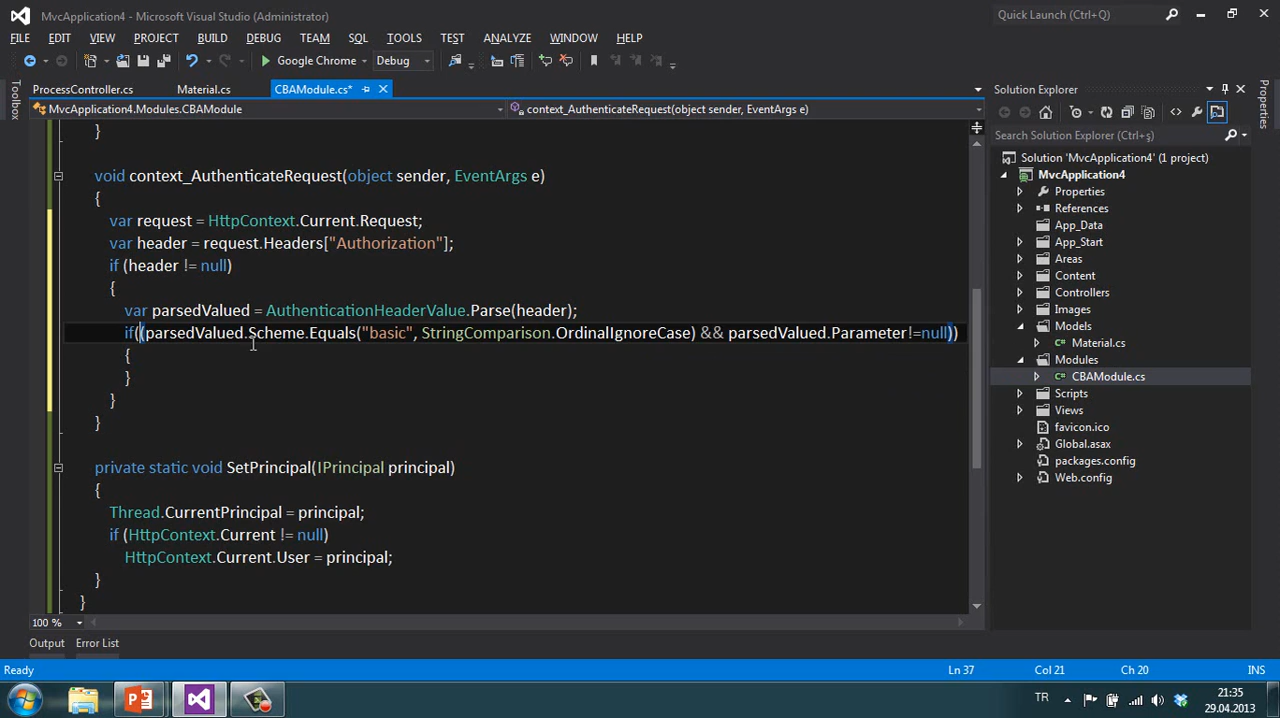 MvcApplication4 - Microsoft Visual Studio (Administrator)
Quick Launch (Ctrl+Q)
FILE EDIT VIEW PROJECT BUILD DEBUG TEAM SQL TOOLS TEST ANALYZE WINDOW HELP
Google Chrome Debug
ProcessController.cs Material.cs CBAModule.cs*
Solution Explorer
MvcApplication4.Modules.CBAModule
context_AuthenticateRequest(object sender, EventArgs e)
Toolbox
Properties
}
void context_AuthenticateRequest(object sender, EventArgs e)
{
var request = HttpContext.Current.Request;
var header = request.Headers["Authorization"];
if (header != null)
{
var parsedValued = AuthenticationHeaderValue.Parse(header);
if((parsedValued.Scheme.Equals("basic", StringComparison.OrdinalIgnoreCase) && parsedValued.Parameter!=null))
{
}
}
}
private static void SetPrincipal(IPrincipal principal)
{
Thread.CurrentPrincipal = principal;
if (HttpContext.Current != null)
HttpContext.Current.User = principal;
}
}
100 %
Search Solution Explorer (Ctrl+ş)
Solution 'MvcApplication4' (1 project)
MvcApplication4
Properties
References
App_Data
App_Start
Areas
Content
Controllers
Images
Models
Material.cs
Modules
CBAModule.cs
Scripts
Views
favicon.ico
Global.asax
packages.config
Web.config
Output Error List
Ready Ln 37 Col 21 Ch 20 INS
TR
21:35
29.04.2013